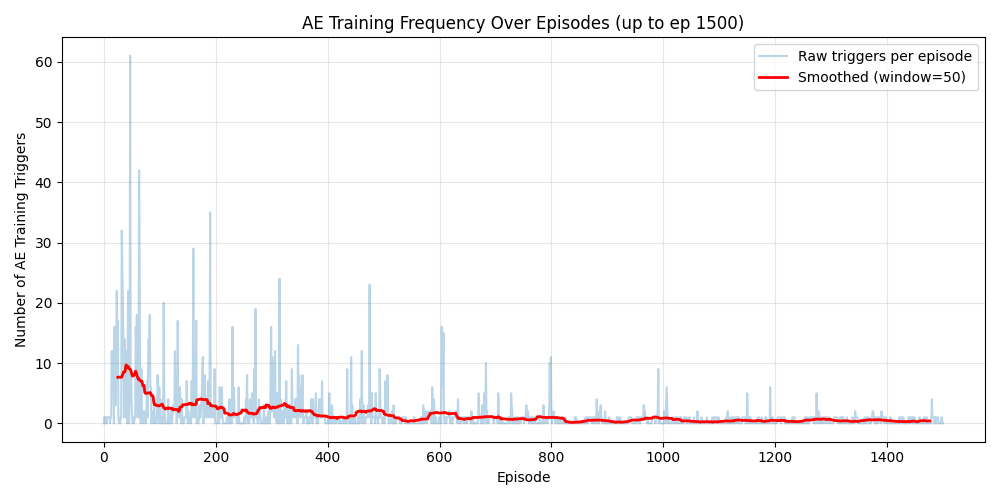 AE Training Frequency Over Episodes (up to ep 1500)
Raw triggers per episode
Smoothed (window=50)
Number of AE Training Triggers
60
50
40
30
20
10
0
0 200 400 600 800 1000 1200 1400
Episode